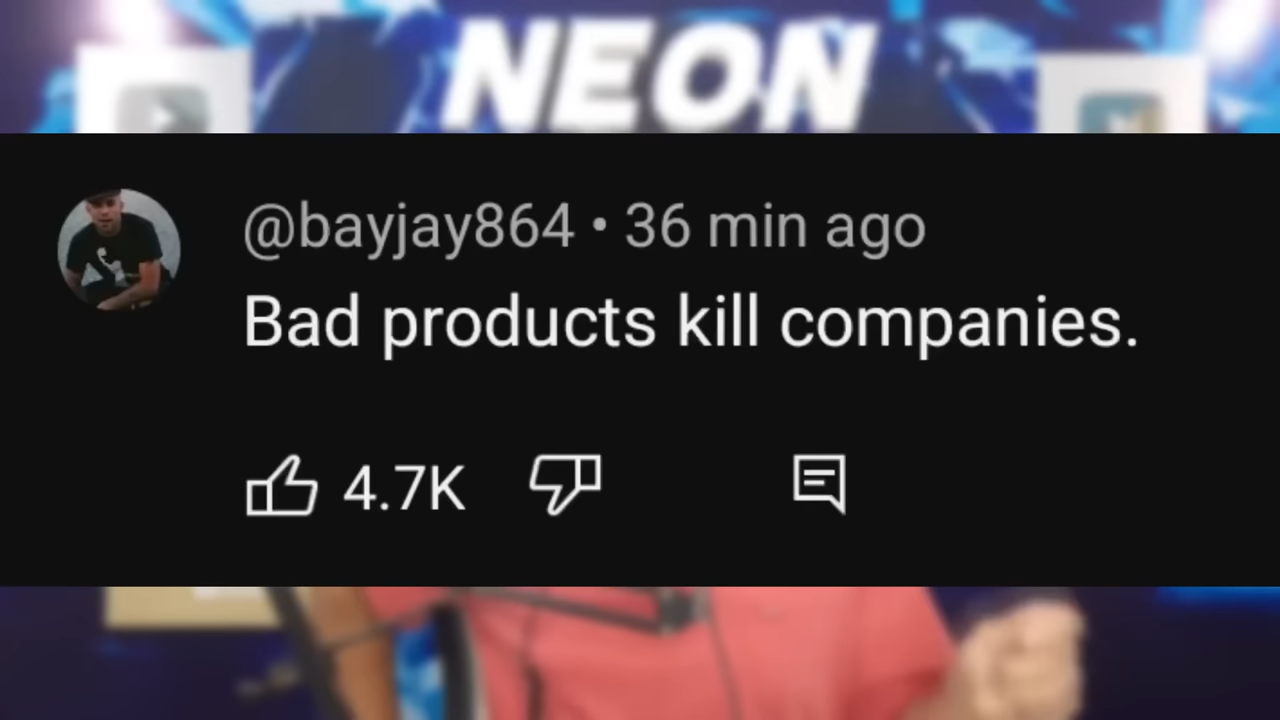 NEON
@bayjay864 • 36 min ago
Bad products kill companies.
4.7K